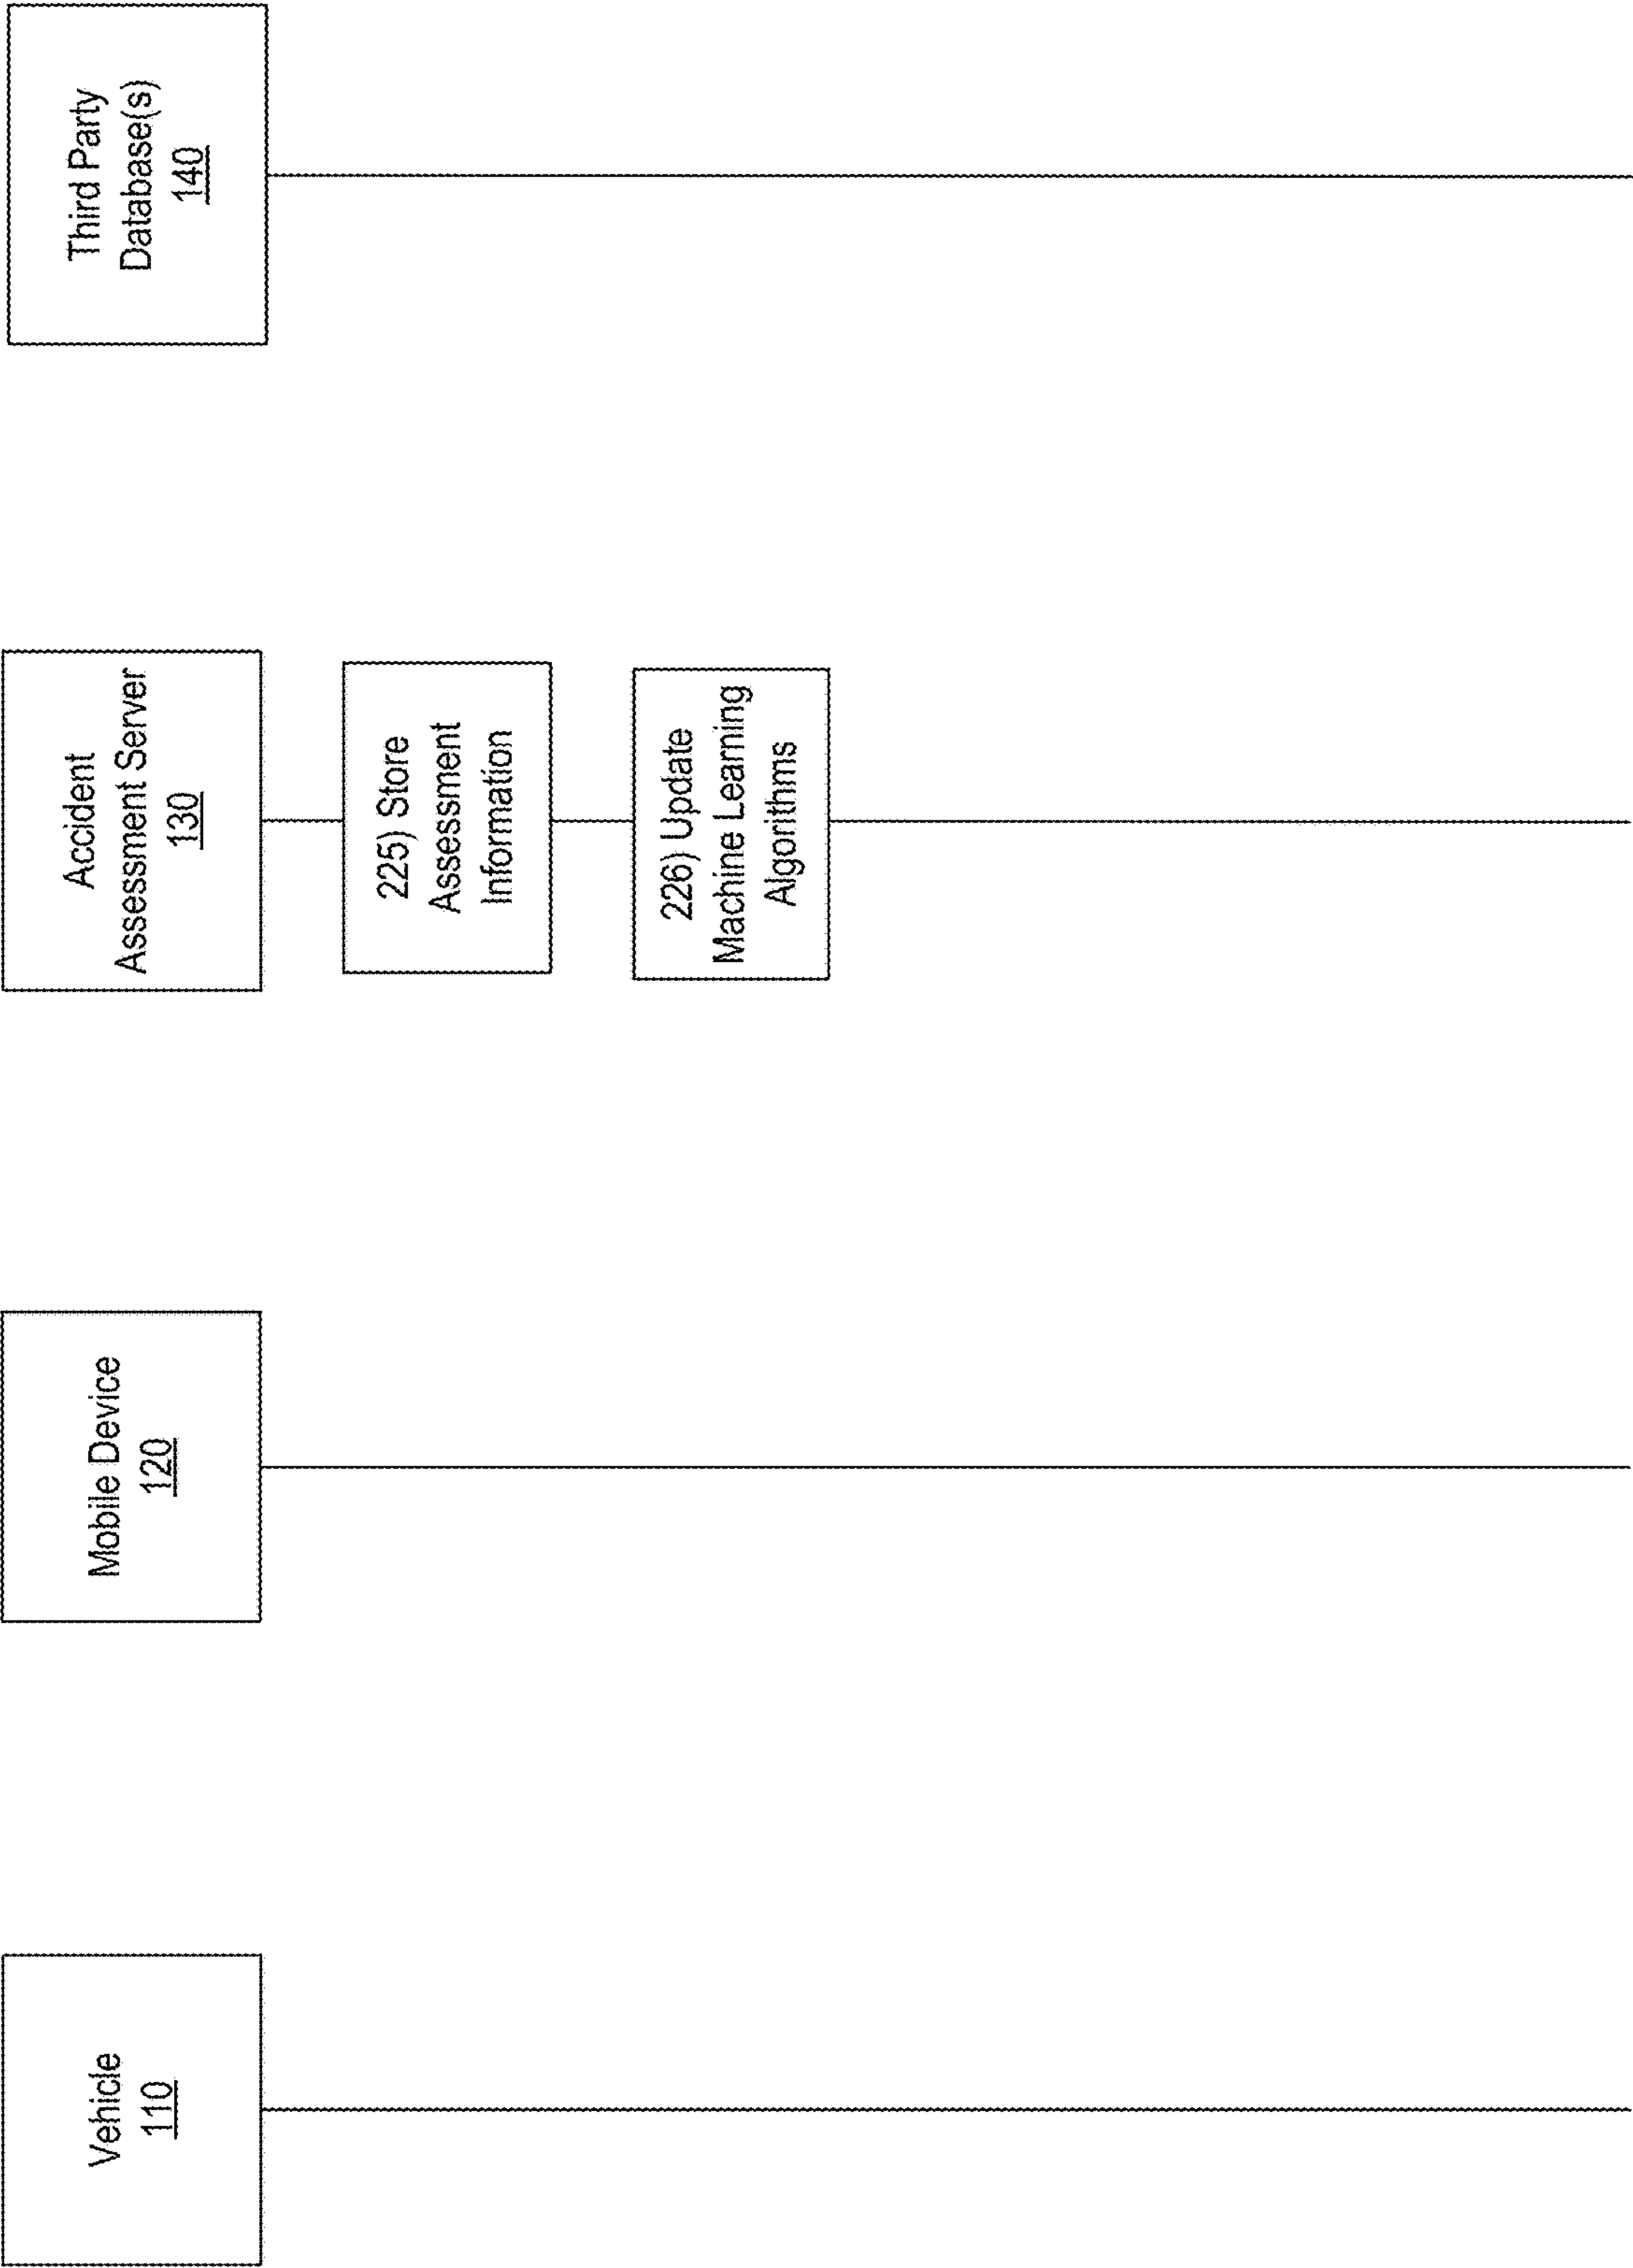 Vehicle
110
Mobile Device
120
Accident
Assessment Server
130
225) Store
Assessment
Information
226) Update
Machine Learning
Algorithms
Third Party
Database(s)
140